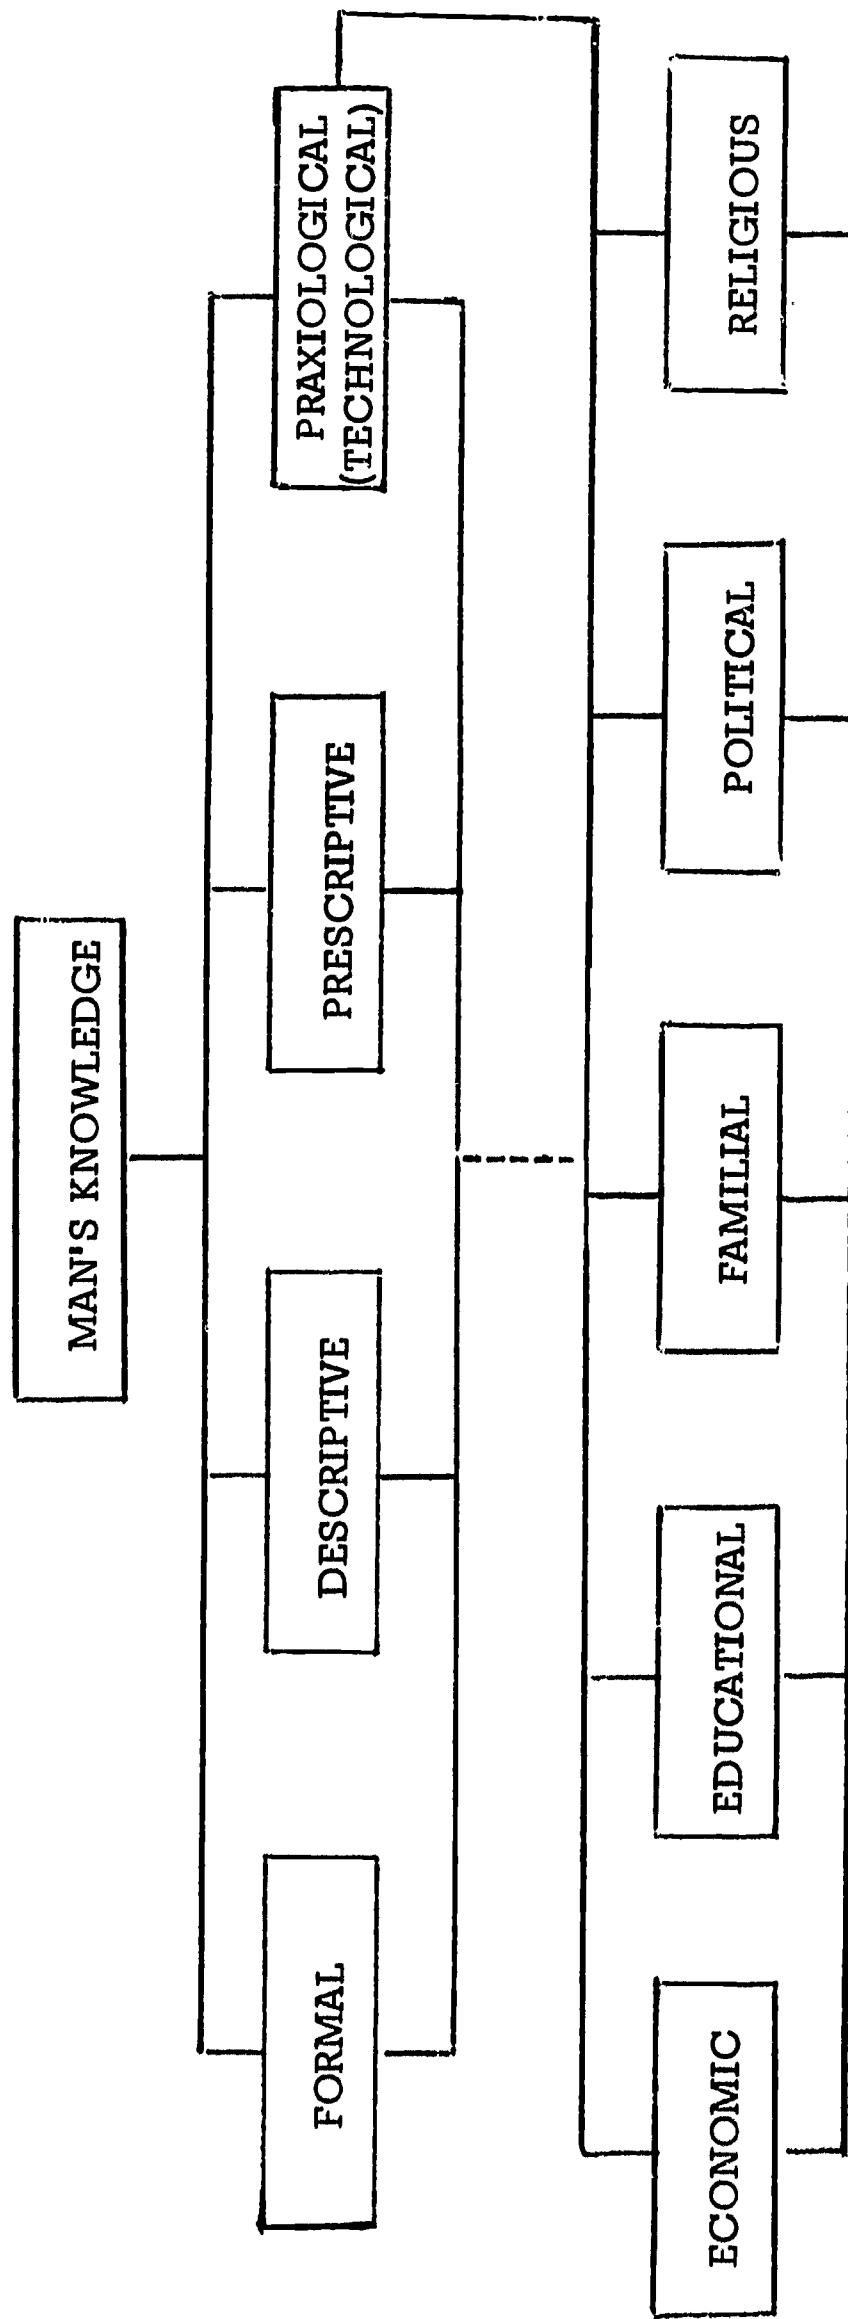 MAN'S KNOWLEDGE
FORMAL
DESCRIPTIVE
PRESCRIPTIVE
PRAXIOLOGICAL
(TECHNOLOGICAL)
ECONOMIC
EDUCATIONAL
FAMILIAL
POLITICAL
RELIGIOUS